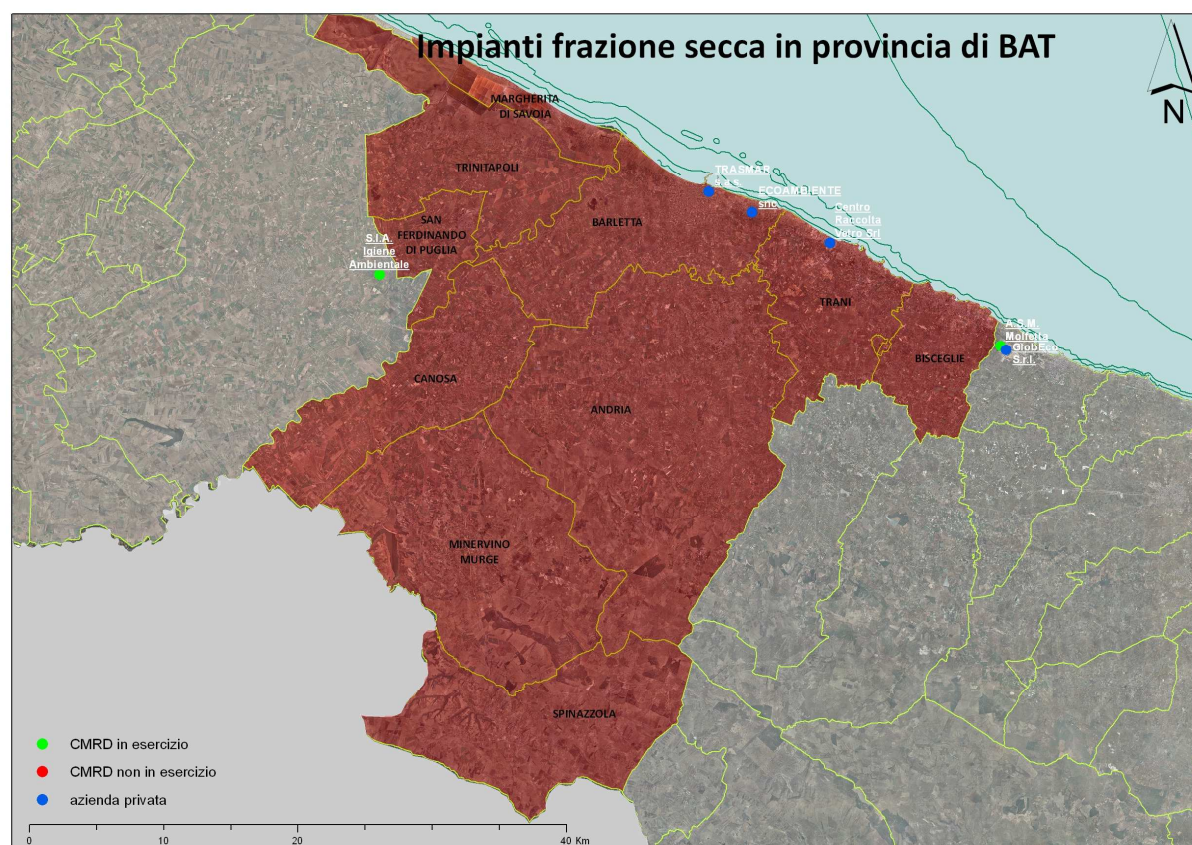 Impianti frazione secca in provincia di BAT
N
MARGHERITA
DI SAVOIA
TRINITAPOLI
TRASMAR
s.a.s.
ECOAMBIENTE
snc
Centro
Raccolta
Vetro Srl
SAN
FERDINANDO
DI PUGLIA
BARLETTA
S.I.A.
Igiene
Ambientale
TRANI
A.S.M.
Molfetta
GlobEco
S.r.l.
BISCEGLIE
CANOSA
ANDRIA
MINERVINO
MURGE
SPINAZZOLA
CMRD in esercizio
CMRD non in esercizio
azienda privata
0 10 20 40 Km